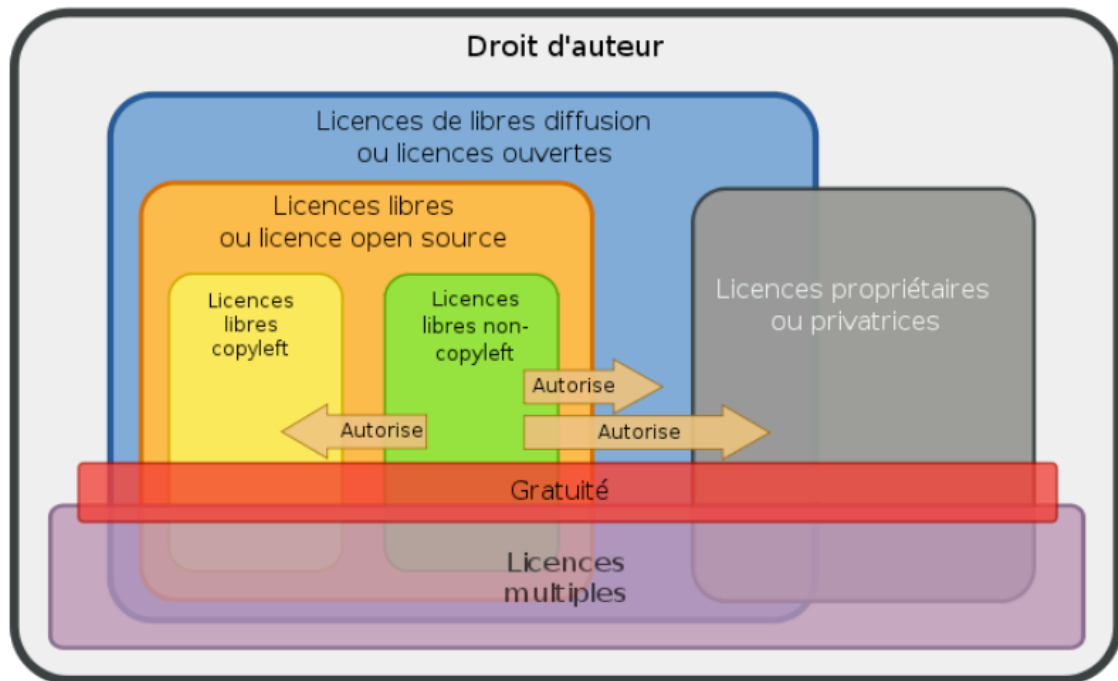 Droit d'auteur
Licences de libres diffusion
ou licences ouvertes
Licences libres
ou licence open source
Licences
libres
copyleft
Licences
libres non-
copyleft
Licences propriétaires
ou privatrices
Autorise
Autorise
Autorise
Gratuité
Licences
multiples